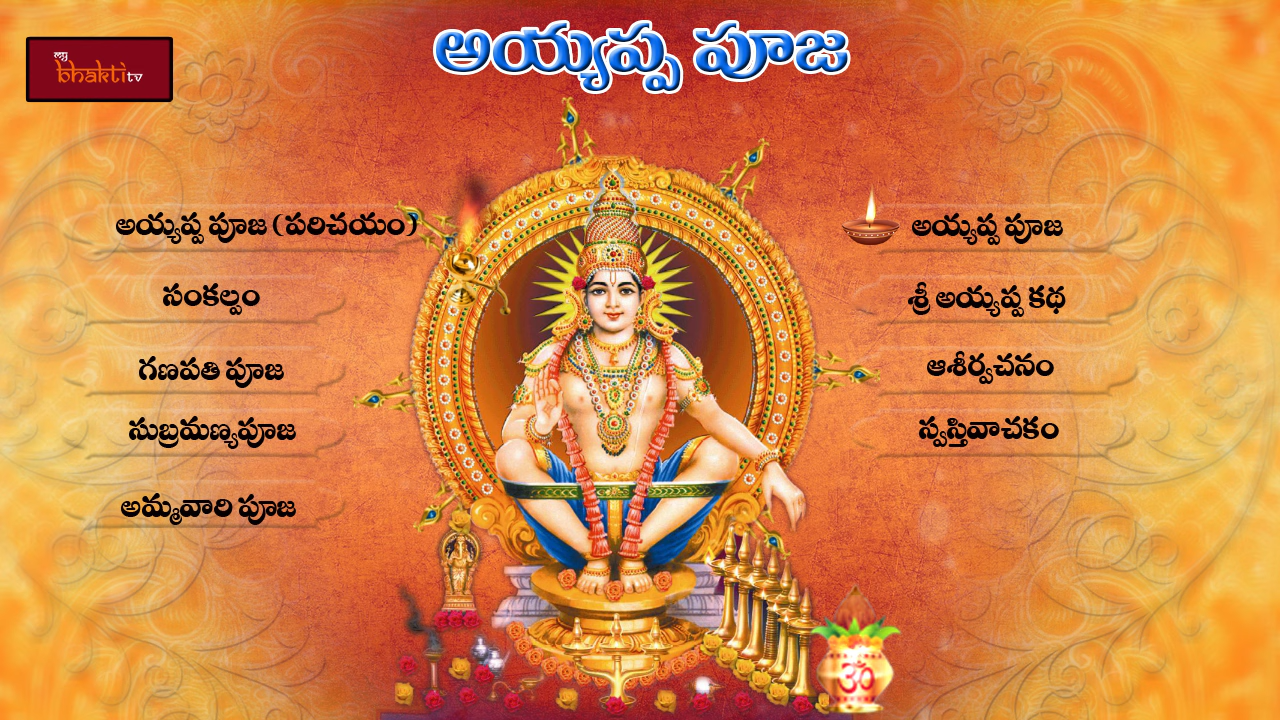 అయ్యప్ప పూజ
my
bhakti tv
అయ్యప్ప పూజ (పరిచయం)
సంకల్పం
గణపతి పూజ
సుబ్రమణ్యపూజ
అమ్మవారి పూజ
అయ్యప్ప పూజ
శ్రీ అయ్యప్ప కథ
ఆశీర్వచనం
స్వస్తివాచకం
ॐ